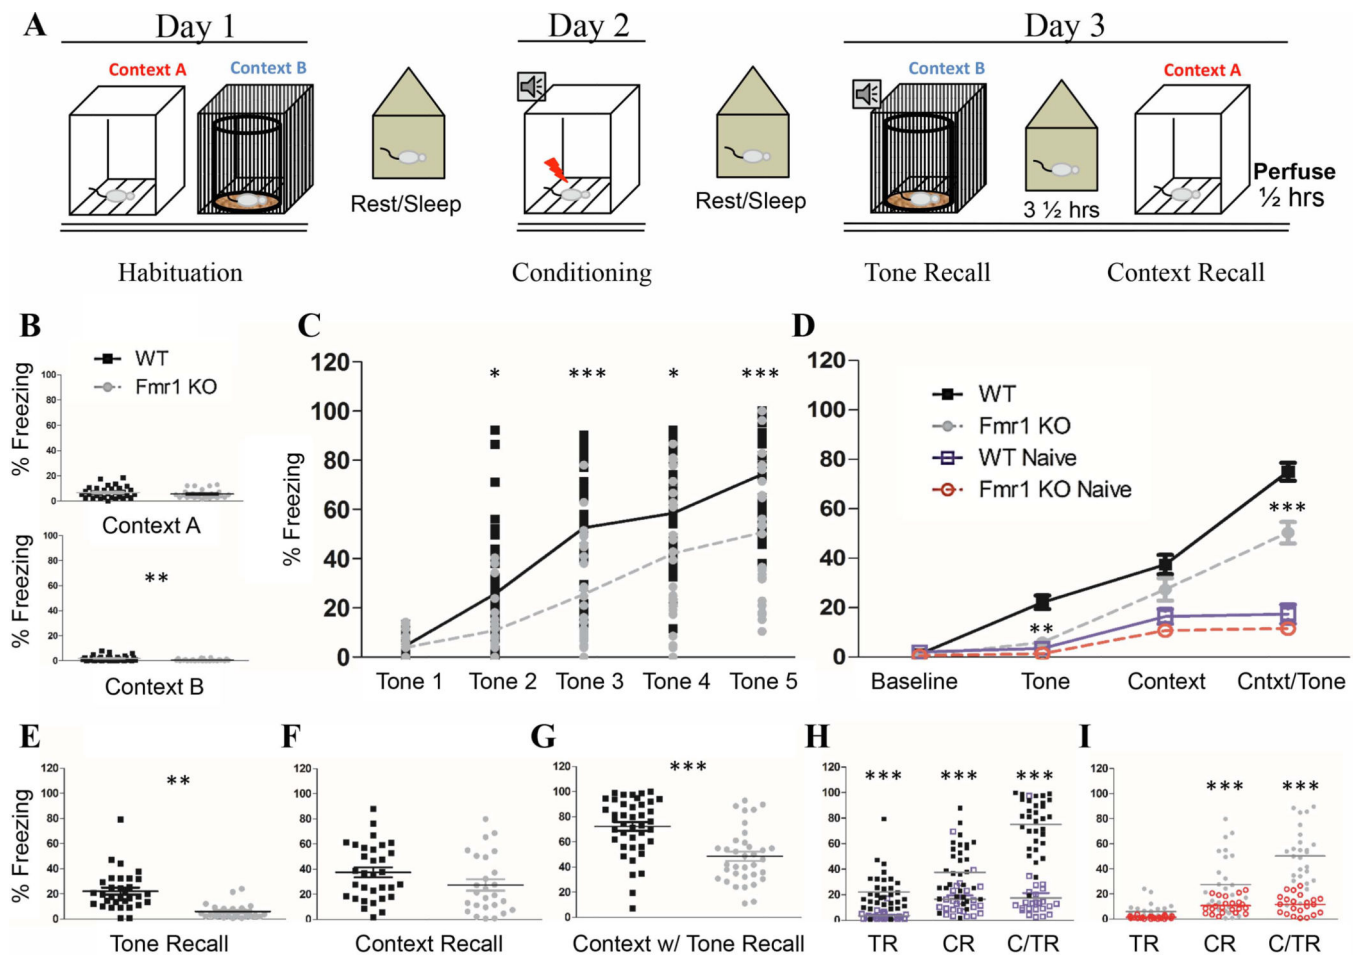 A
Day 1
Day 2
Day 3
Context A
Context B
Context B
Context A
Rest/Sleep
Rest/Sleep
3 ½ hrs
Perfuse
½ hrs
Habituation
Conditioning
Tone Recall
Context Recall
B
WT
Fmr1 KO
% Freezing
100
80
60
40
20
0
Context A
% Freezing
100
80
60
40
20
0
**
Context B
C
% Freezing
120
100
80
60
40
20
0
*
***
*
***
Tone 1 Tone 2 Tone 3 Tone 4 Tone 5
D
% Freezing
120
100
80
60
40
20
0
WT
Fmr1 KO
WT Naive
Fmr1 KO Naive
**
***
Baseline Tone Context Cntxt/Tone
E
% Freezing
120
100
80
60
40
20
0
**
Tone Recall
F
120
100
80
60
40
20
0
Context Recall
G
120
100
80
60
40
20
0
***
Context w/ Tone Recall
H
120
100
80
60
40
20
0
*** *** ***
TR CR C/TR
I
120
100
80
60
40
20
0
*** ***
TR CR C/TR